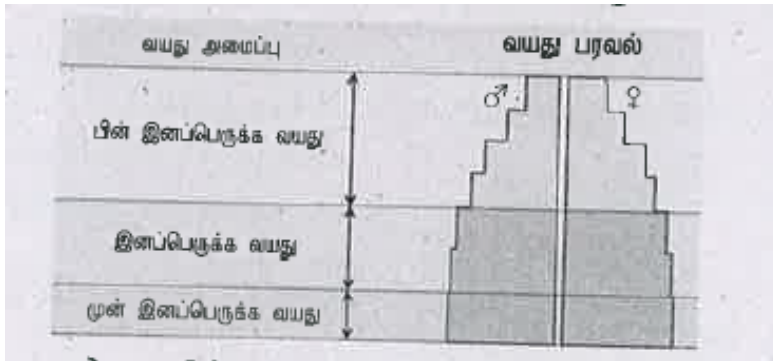 வயது அமைப்பு வயது பரவல்
♂ ♀
பின் இனப்பெருக்க வயது
இனப்பெருக்க வயது
முன் இனப்பெருக்க வயது